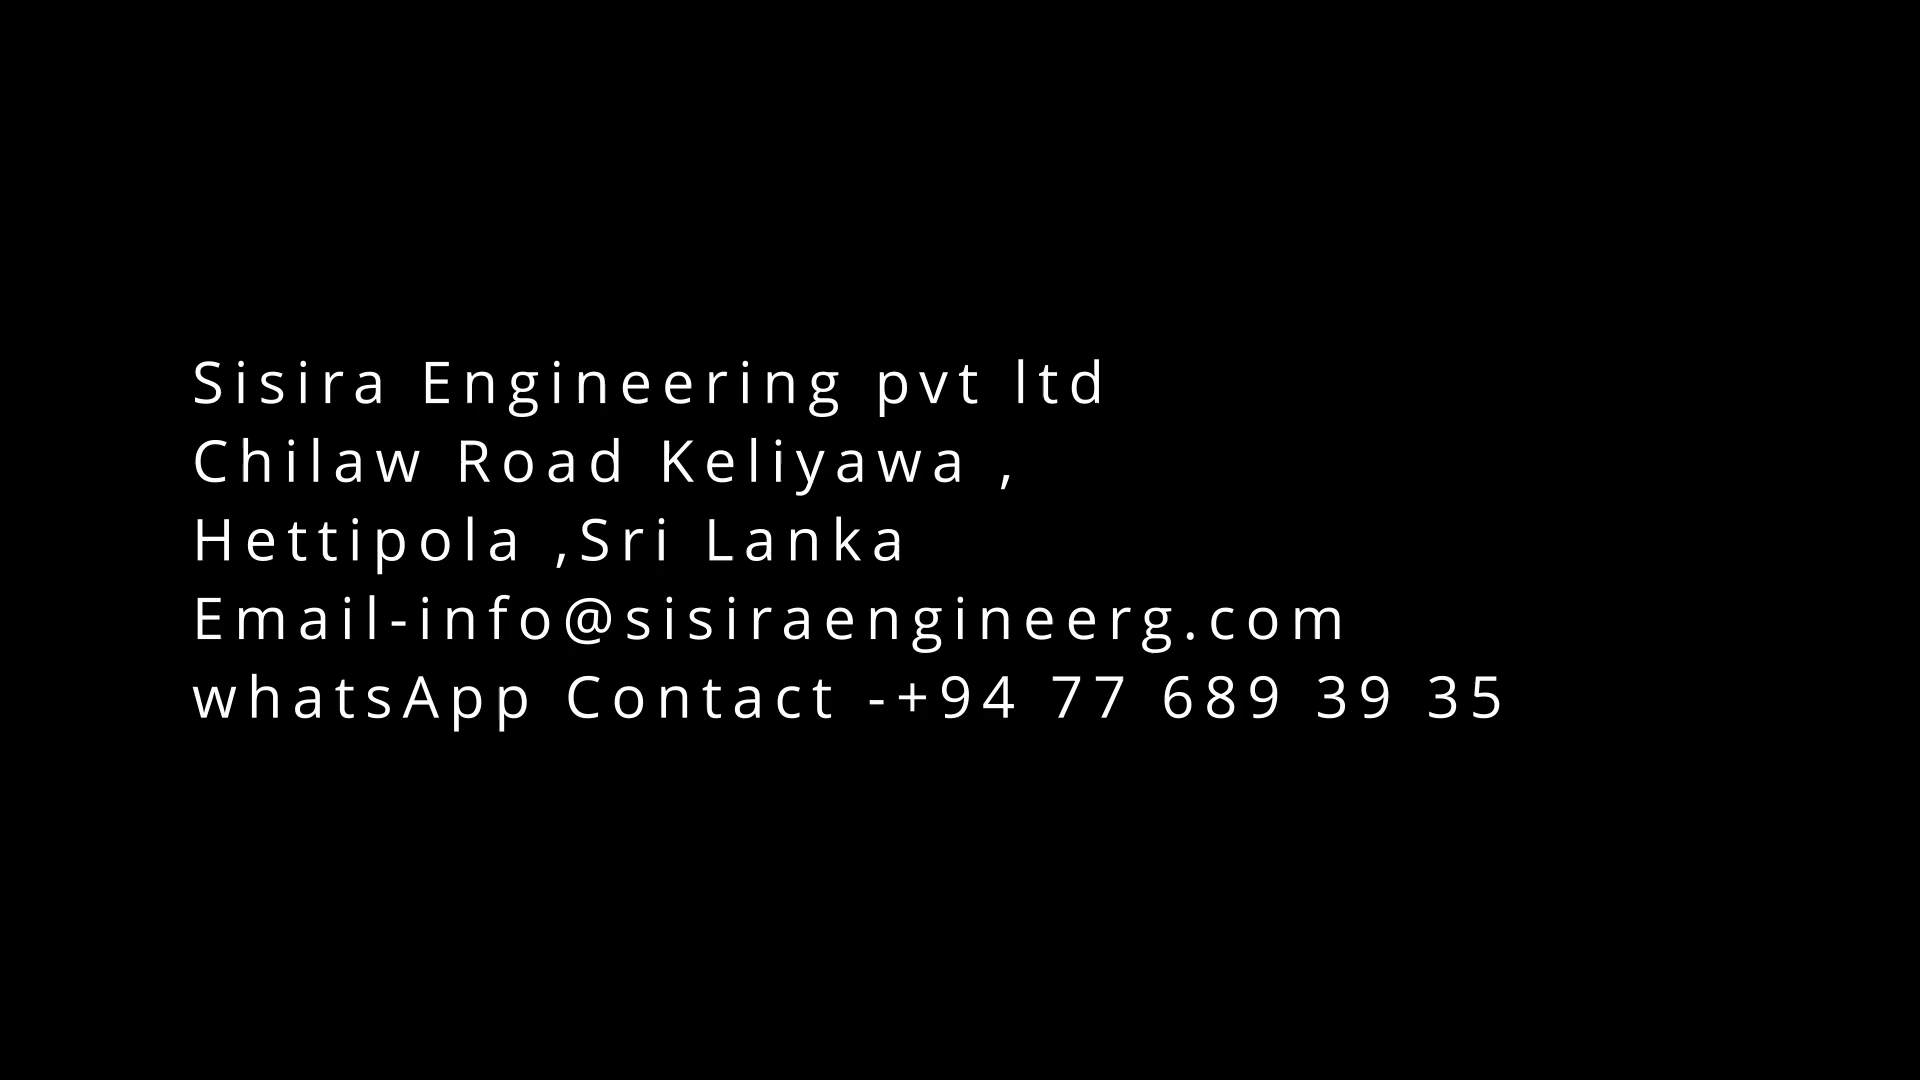 Sisira Engineering pvt ltd
Chilaw Road Keliyawa ,
Hettipola ,Sri Lanka
Email-info@sisiraengineerg.com
whatsApp Contact -+94 77 689 39 35